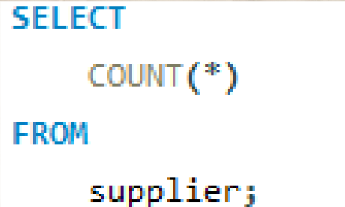 SELECT
COUNT(*)
FROM
supplier;